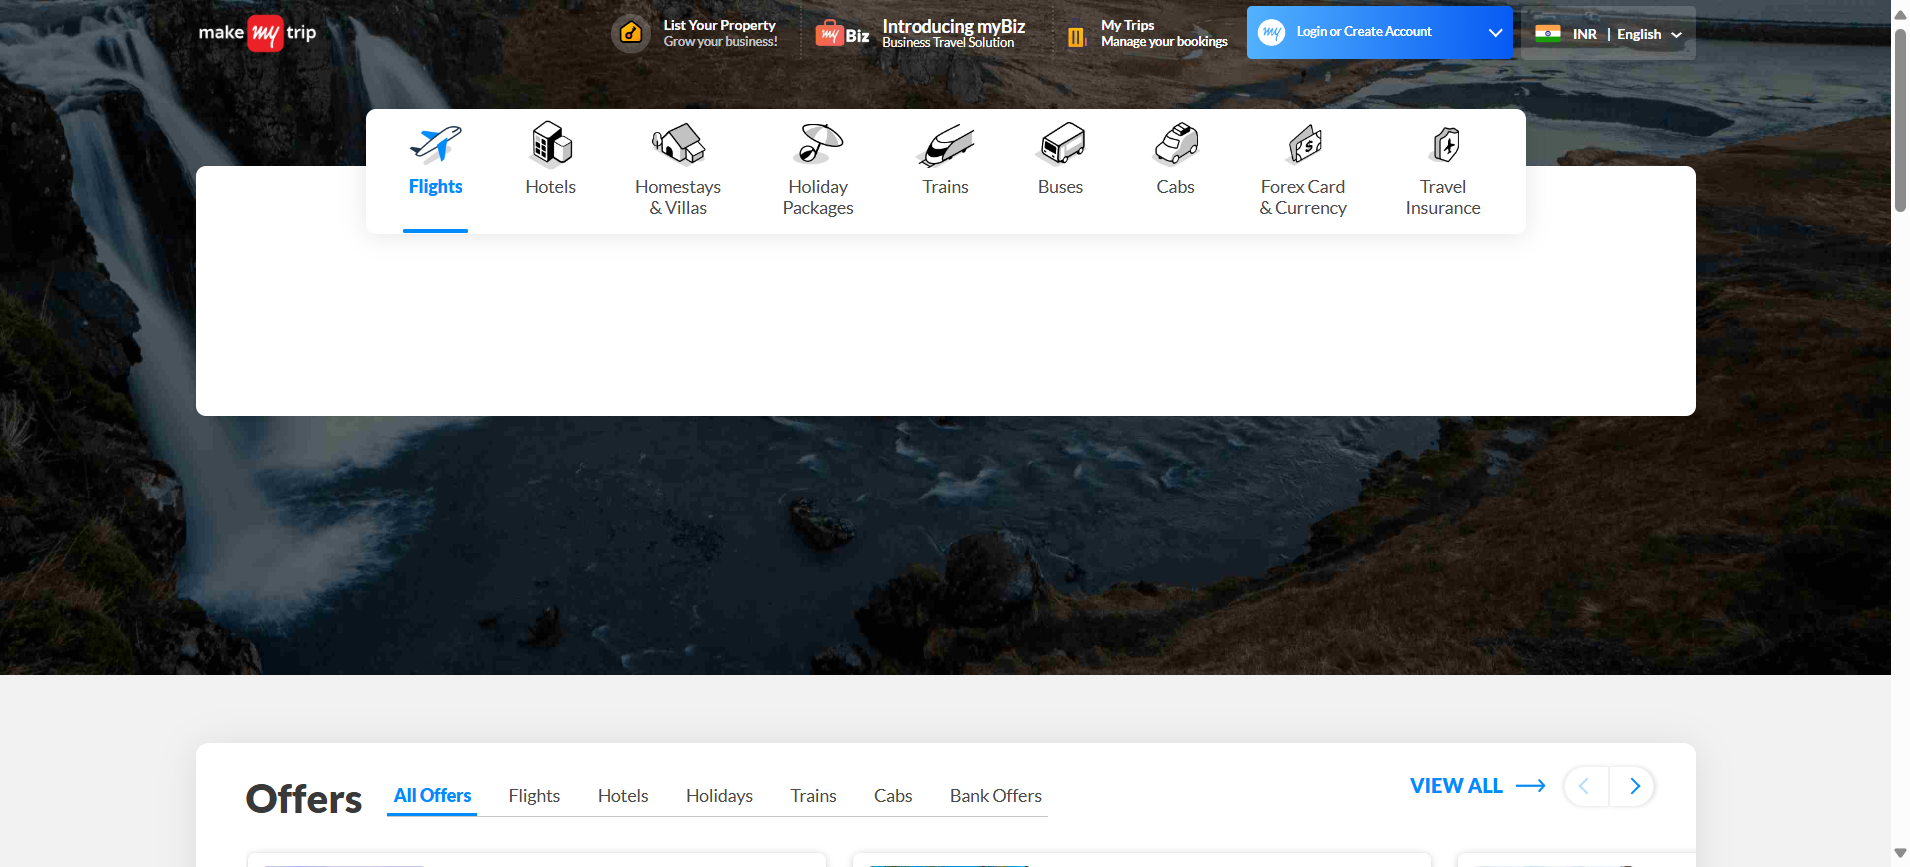 make my trip
List Your Property
Grow your business!
my Biz
Introducing myBiz
Business Travel Solution
My Trips
Manage your bookings
my
Login or Create Account
INR | English
Flights
Hotels
Homestays
& Villas
Holiday
Packages
Trains
Buses
Cabs
Forex Card
& Currency
Travel
Insurance
Offers
All Offers
Flights
Hotels
Holidays
Trains
Cabs
Bank Offers
VIEW ALL